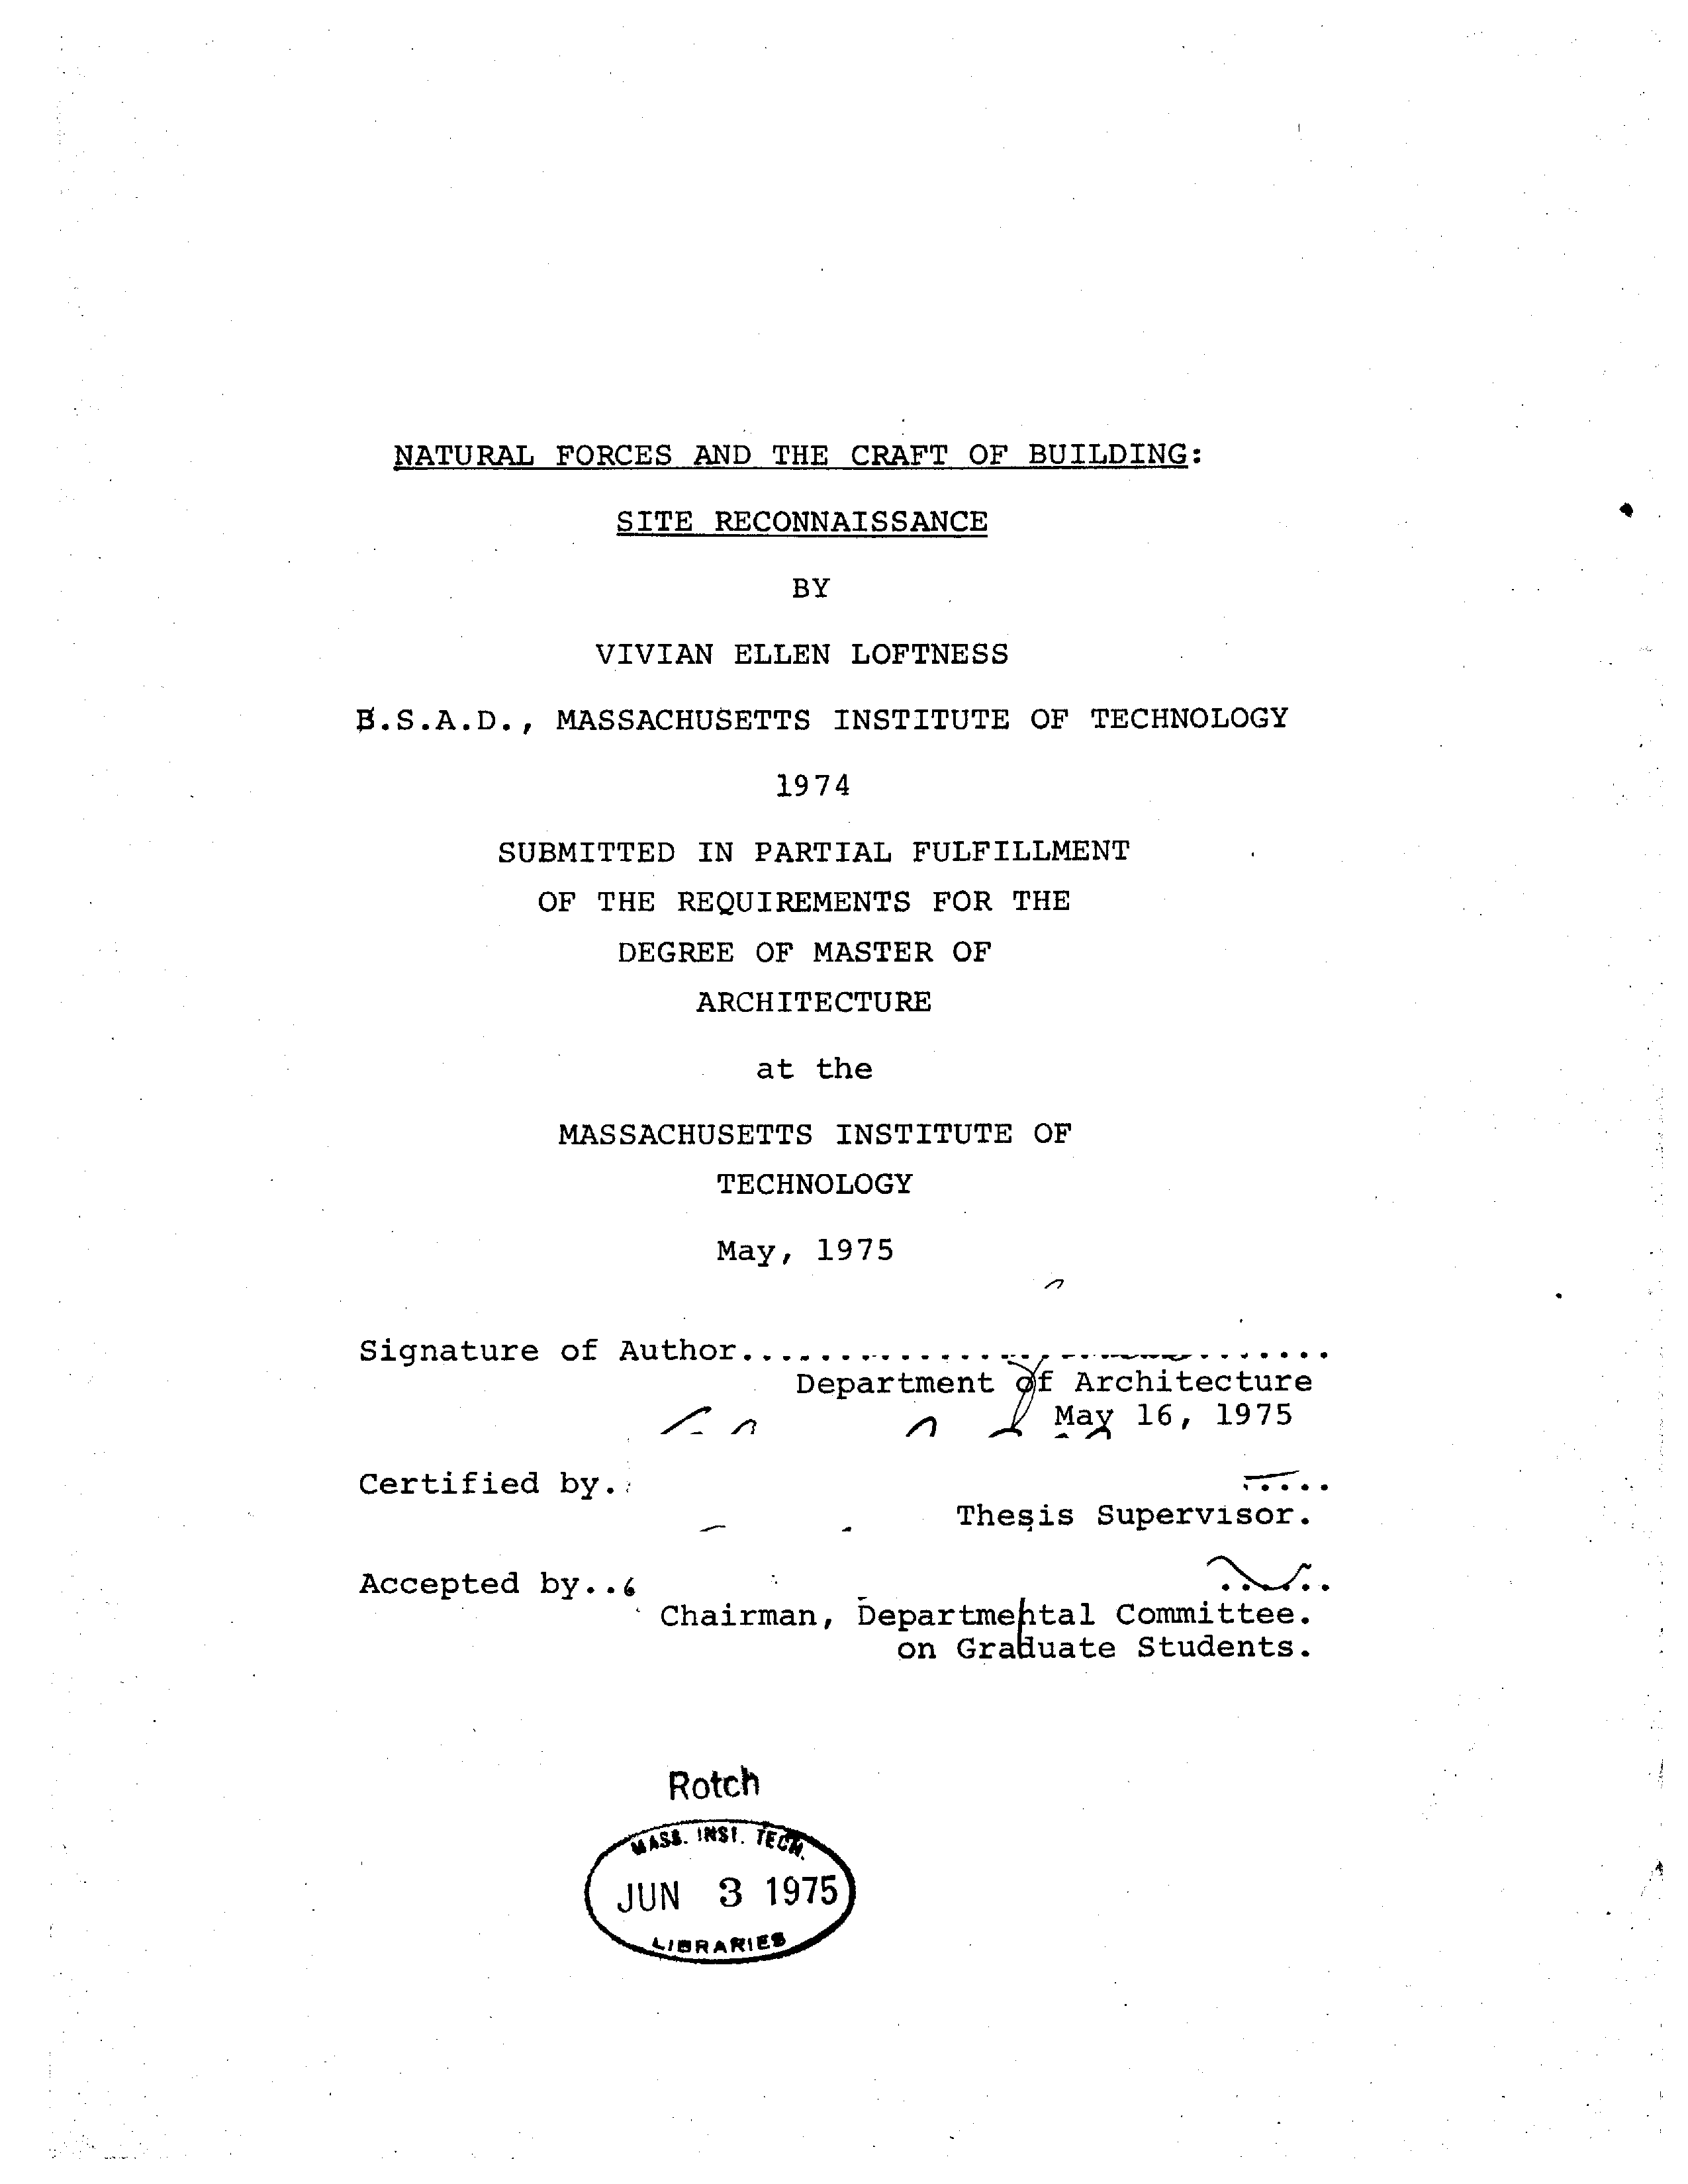 NATURAL FORCES AND THE CRAFT OF BUILDING:
SITE RECONNAISSANCE
BY
VIVIAN ELLEN LOFTNESS
B.S.A.D., MASSACHUSETTS INSTITUTE OF TECHNOLOGY
1974
SUBMITTED IN PARTIAL FULFILLMENT
OF THE REQUIREMENTS FOR THE
DEGREE OF MASTER OF
ARCHITECTURE
at the
MASSACHUSETTS INSTITUTE OF
TECHNOLOGY
May, 1975
Signature of Author..............................
Department of Architecture
May 16, 1975
Certified by..
.....
Thesis Supervisor.
Accepted by..
......
Chairman, Departmental Committee.
on Graduate Students.
Rotch
MASS. INST. TECH.
JUN 3 1975
LIBRARIES